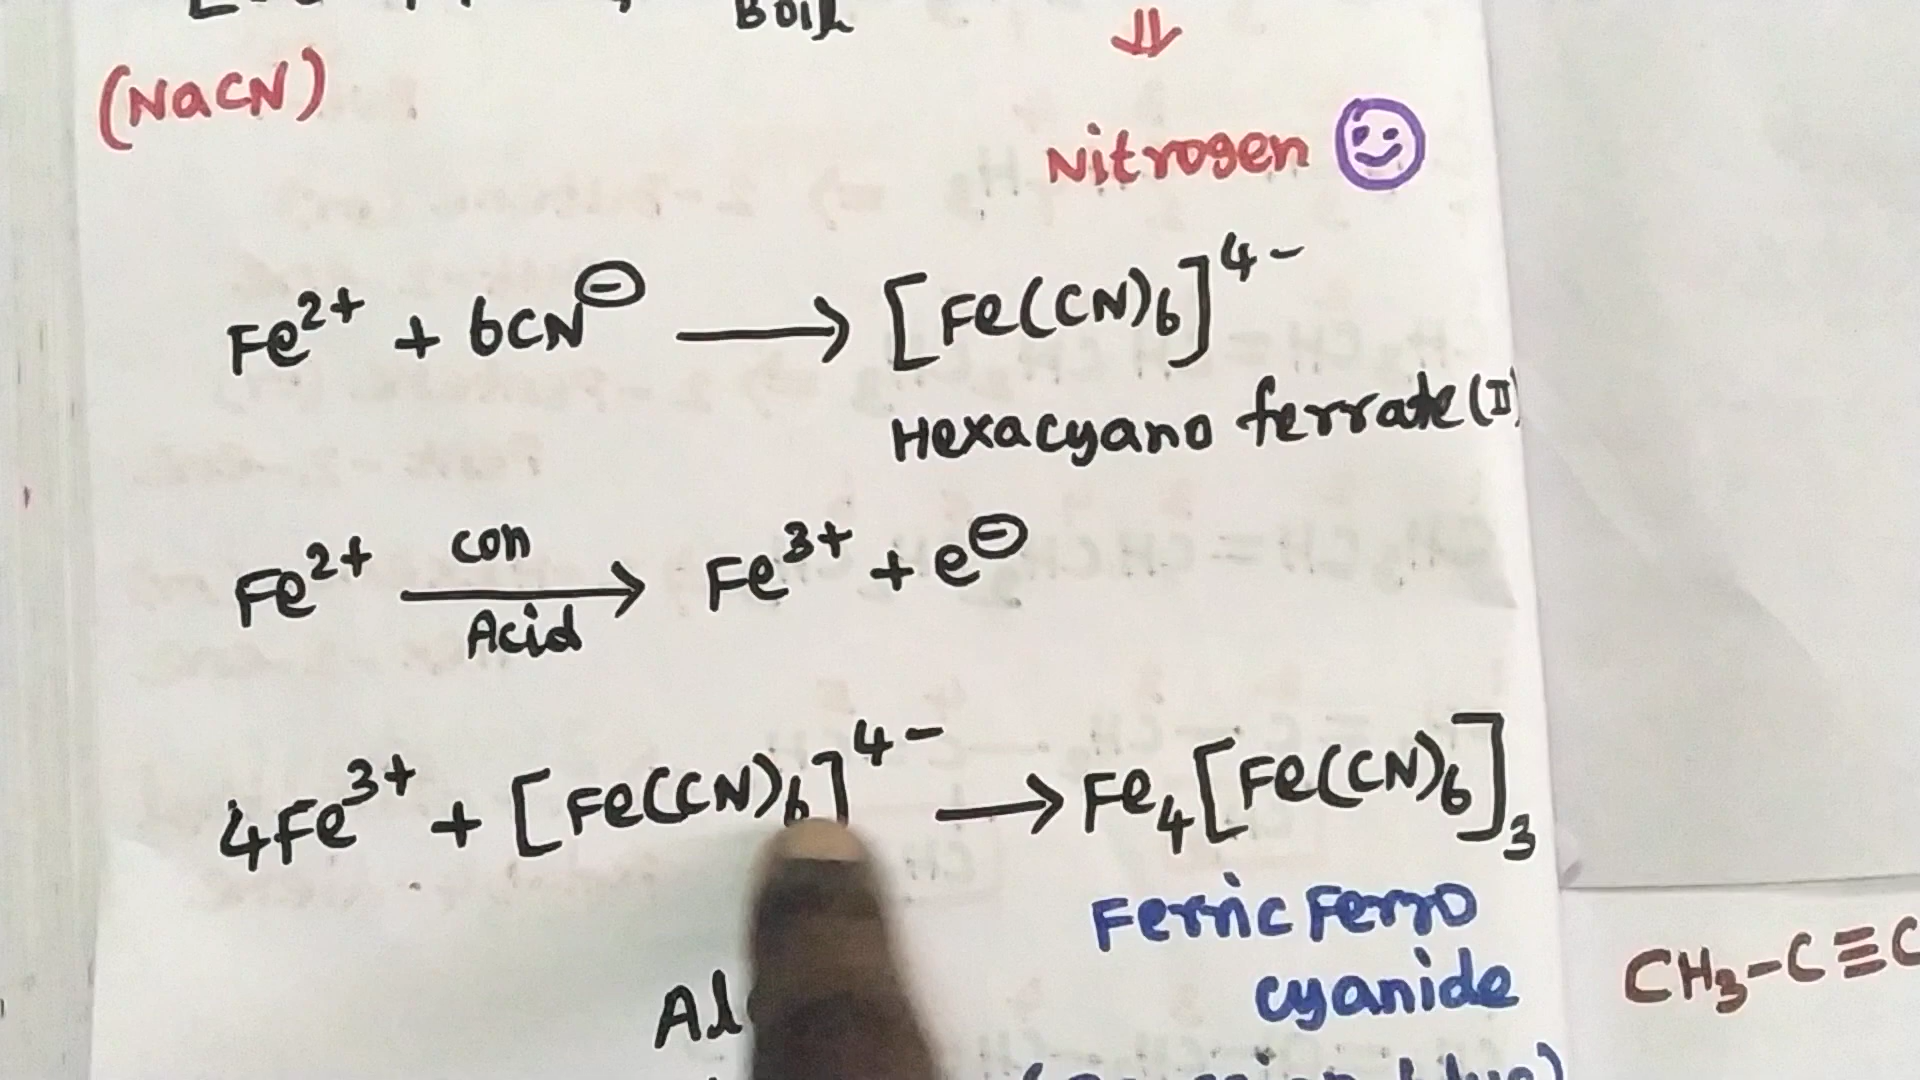 Boil
(NaCN)
Nitrogen
Fe²⁺ + 6CN⊖ ⟶ [Fe(CN)₆]⁴⁻
Hexacyano ferrate(II)
Fe²⁺ con Acid ⟶ Fe³⁺ + e⊖
4Fe³⁺ + [Fe(CN)₆]⁴⁻ ⟶ Fe₄[Fe(CN)₆]₃
Ferric Ferro
cyanide
CH₃-C≡C